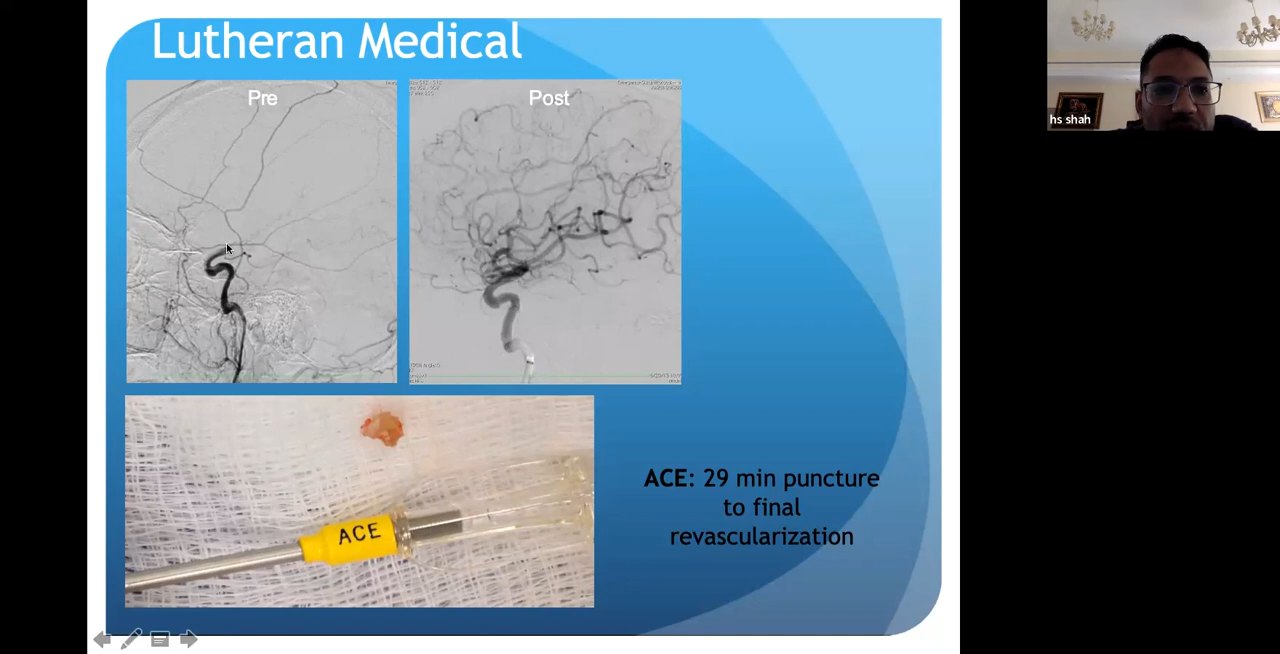 Lutheran Medical
Pre
Post
ACE
ACE: 29 min puncture
to final
revascularization
hs shah